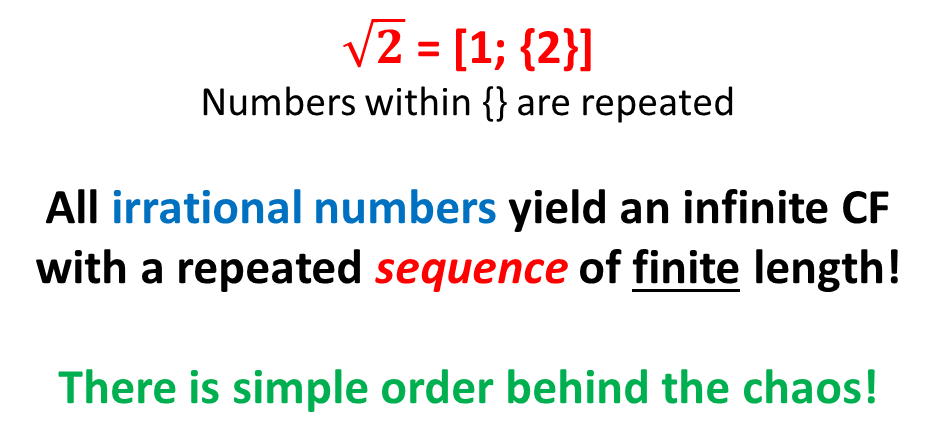 √2 = [1; {2}]
Numbers within {} are repeated
All irrational numbers yield an infinite CF
with a repeated sequence of finite length!
There is simple order behind the chaos!